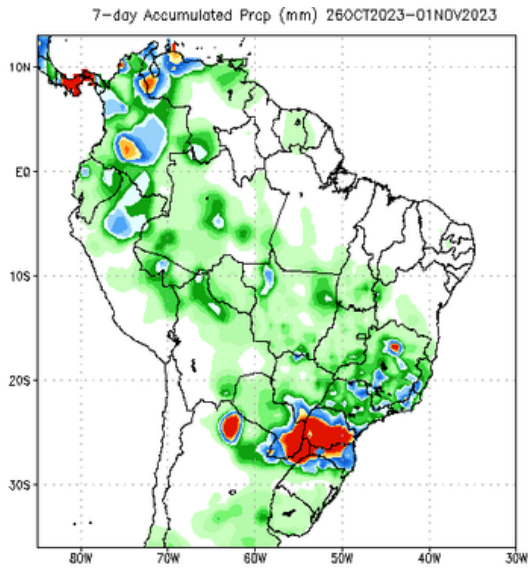 7-day Accumulated Prcp (mm) 26OCT2023-01NOV2023
10N
EQ
10S
20S
30S
80W 70W 60W 50W 40W 30W